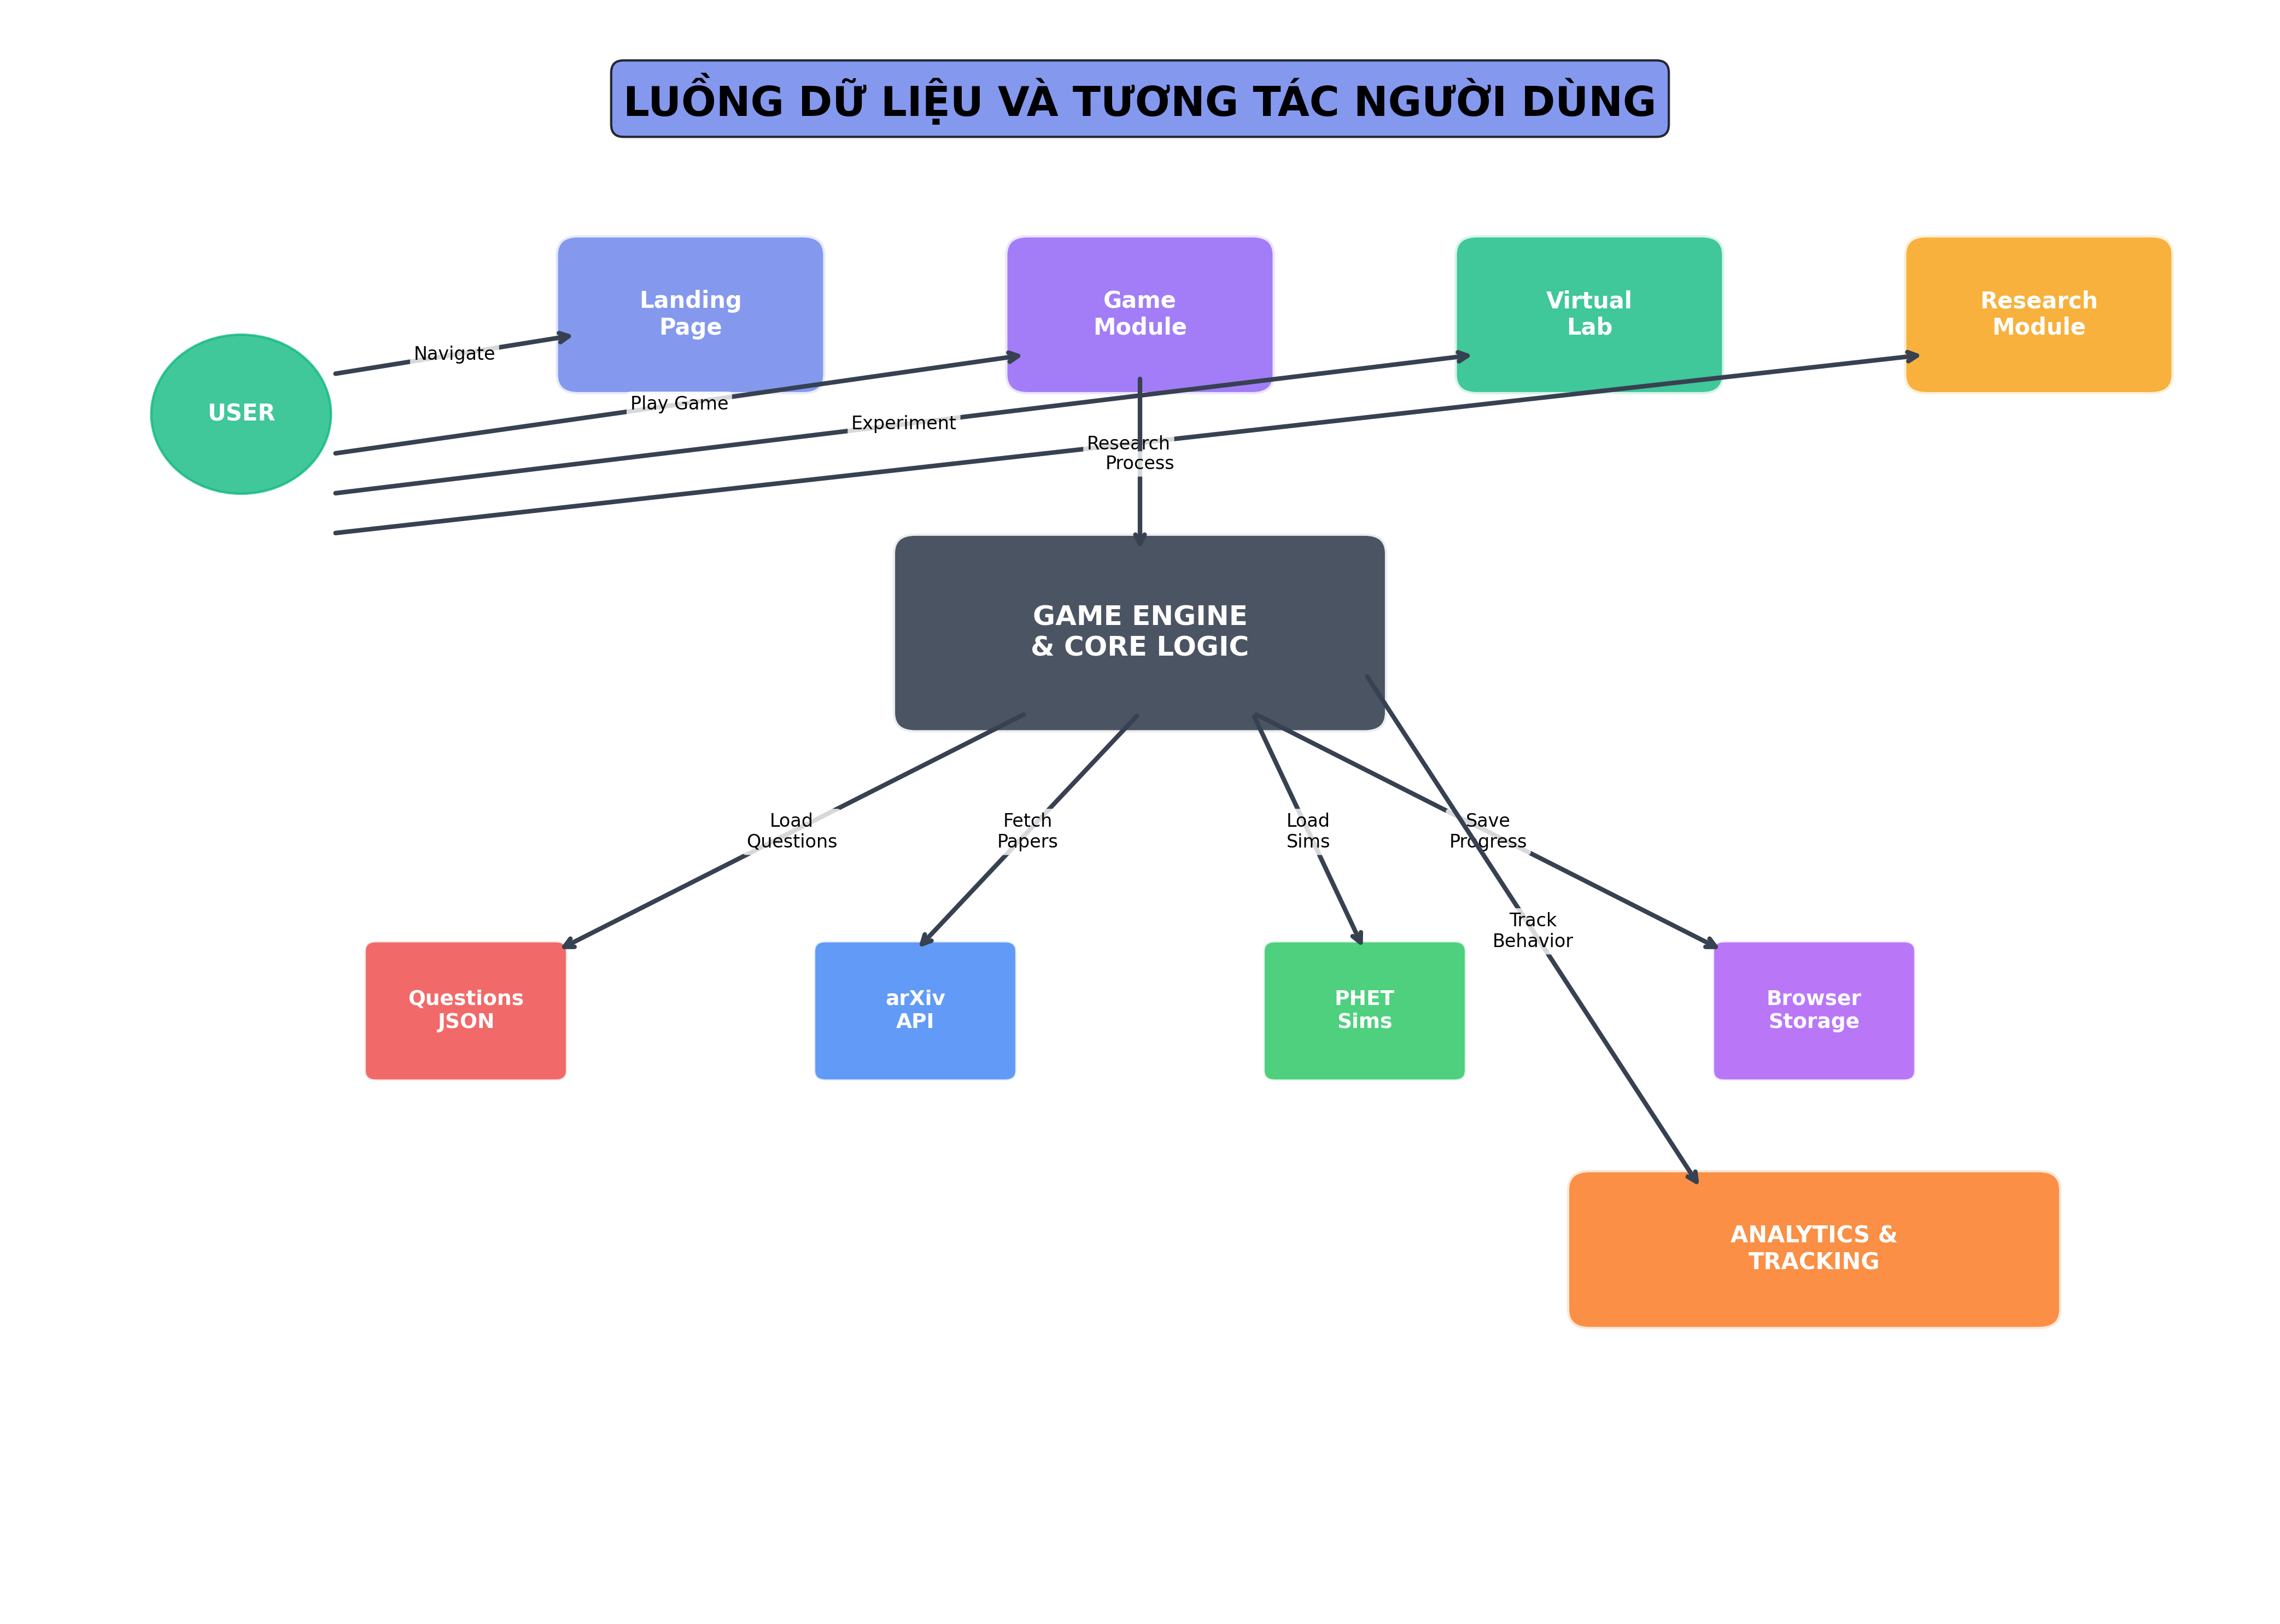 LUỒNG DỮ LIỆU VÀ TƯƠNG TÁC NGƯỜI DÙNG
Landing
Page
Game
Module
Virtual
Lab
Research
Module
USER
Navigate
Play Game
Experiment
Research
Process
GAME ENGINE
& CORE LOGIC
Load
Questions
Fetch
Papers
Load
Sims
Save
Progress
Track
Behavior
Questions
JSON
arXiv
API
PHET
Sims
Browser
Storage
ANALYTICS &
TRACKING